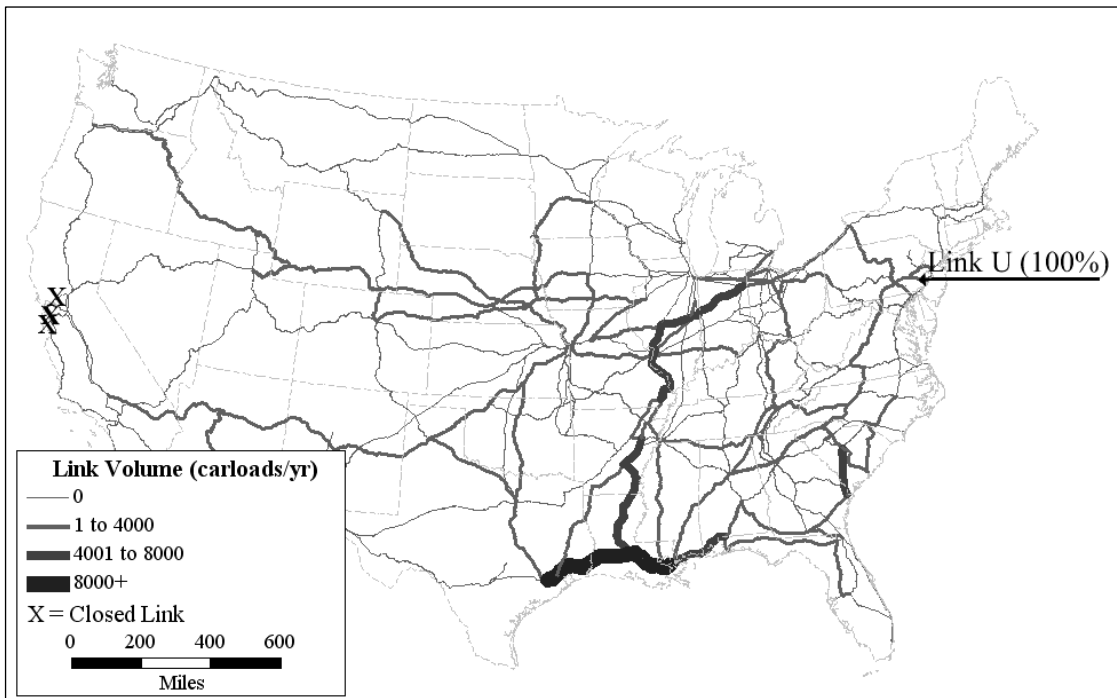 Link U (100%)
X
X
X
X
Link Volume (carloads/yr)
0
1 to 4000
4001 to 8000
8000+
X = Closed Link
0 200 400 600
Miles